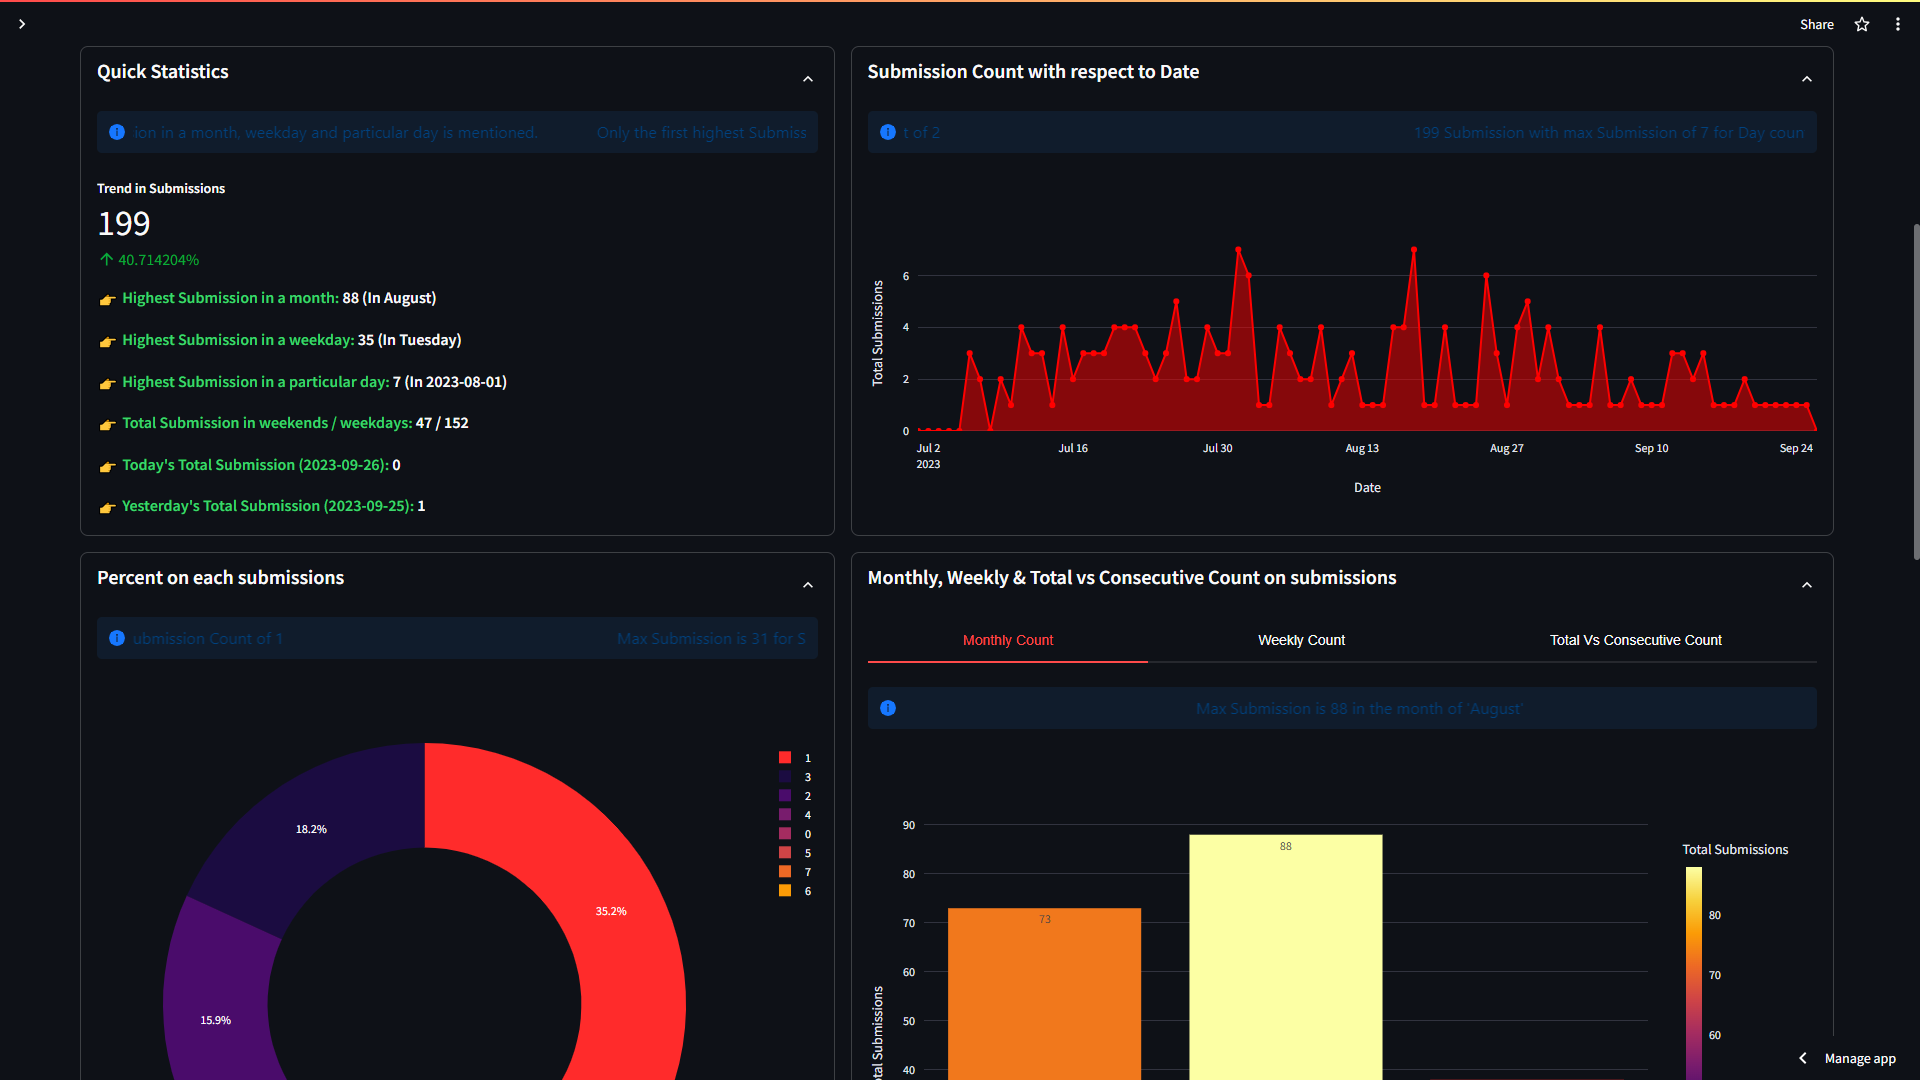 Share
Quick Statistics
ion in a month, weekday and particular day is mentioned. Only the first highest Submiss
Trend in Submissions
199
40.714204%
Highest Submission in a month: 88 (In August)
Highest Submission in a weekday: 35 (In Tuesday)
Highest Submission in a particular day: 7 (In 2023-08-01)
Total Submission in weekends / weekdays: 47 / 152
Today's Total Submission (2023-09-26): 0
Yesterday's Total Submission (2023-09-25): 1
Submission Count with respect to Date
t of 2 199 Submission with max Submission of 7 for Day coun
Total Submissions
6
4
2
0
Jul 2 Jul 16 Jul 30 Aug 13 Aug 27 Sep 10 Sep 24
2023
Date
Percent on each submissions
ubmission Count of 1 Max Submission is 31 for S
18.2%
35.2%
15.9%
1
3
2
4
0
5
7
6
Monthly, Weekly & Total vs Consecutive Count on submissions
Monthly Count Weekly Count Total Vs Consecutive Count
Max Submission is 88 in the month of 'August'
90
80
70
60
50
40
tal Submissions
73
88
Total Submissions
80
70
60
Manage app